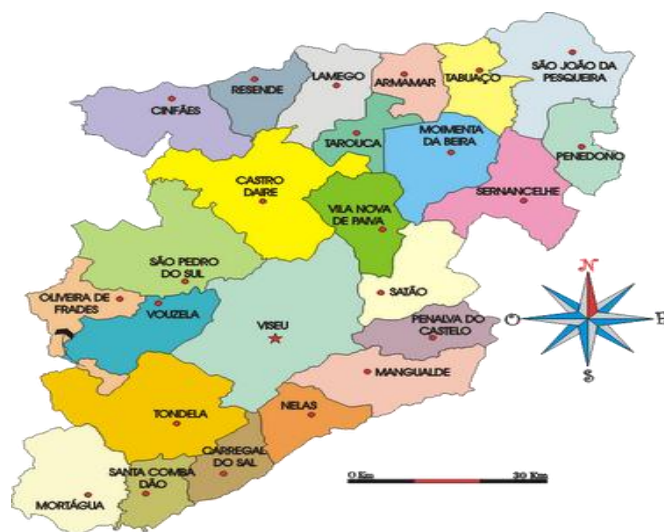 SÃO JOÃO DA
PESQUEIRA
LAMEGO
TABUAÇO
ARMAMAR
RESENDE
CINFÃES
MOIMENTA
DA BEIRA
TAROUCA
PENEDONO
CASTRO
DAIRE
SERNANCELHE
VILA NOVA
DE PAIVA
SÃO PEDRO
DO SUL
N
OLIVEIRA DE
FRADES
SATÃO
VOUZELA
PENALVA DO
CASTELO
O
E
VISEU
S
MANGUALDE
TONDELA
NELAS
CARREGAL
DO SAL
SANTA COMBA
DÃO
MORTÁGUA
0 Km
30 Km